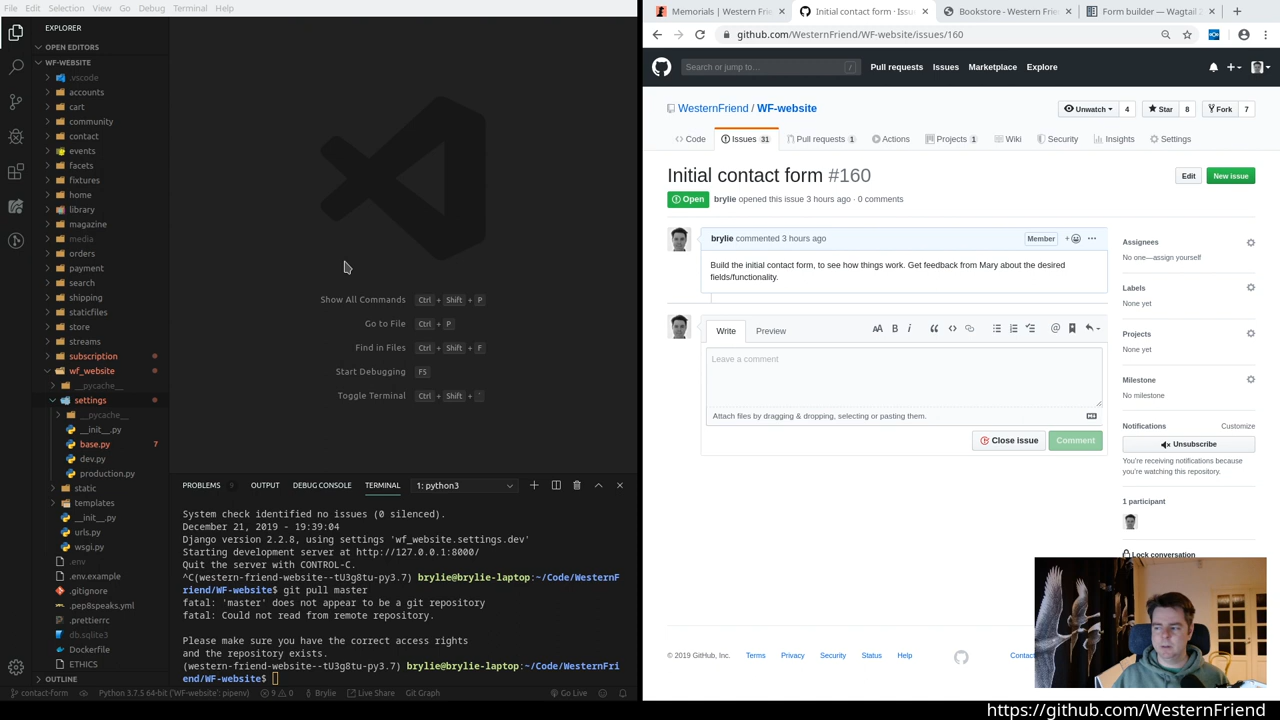 File Edit Selection View Go Debug Terminal Help
EXPLORER
OPEN EDITORS
WF-WEBSITE
.vscode
accounts
cart
community
contact
events
facets
fixtures
home
library
magazine
media
orders
payment
search
shipping
staticfiles
store
streams
subscription
wf_website
__pycache__
settings
__pycache__
__init__.py
base.py 7
dev.py
production.py
static
templates
__init__.py
urls.py
wsgi.py
.env
.env.example
.gitignore
.pep8speaks.yml
.prettierrc
db.sqlite3
Dockerfile
ETHICS
OUTLINE
Show All Commands Ctrl + Shift + P
Go to File Ctrl + P
Find in Files Ctrl + Shift + F
Start Debugging F5
Toggle Terminal Ctrl + Shift + `
PROBLEMS 9 OUTPUT DEBUG CONSOLE TERMINAL 1: python3
System check identified no issues (0 silenced).
December 21, 2019 - 19:39:04
Django version 2.2.8, using settings 'wf_website.settings.dev'
Starting development server at http://127.0.0.1:8000/
Quit the server with CONTROL-C.
^C(western-friend-website--tU3g8tu-py3.7) brylie@brylie-laptop:~/Code/WesternF
riend/WF-website$ git pull master
fatal: 'master' does not appear to be a git repository
fatal: Could not read from remote repository.
Please make sure you have the correct access rights
and the repository exists.
(western-friend-website--tU3g8tu-py3.7) brylie@brylie-laptop:~/Code/WesternFri
end/WF-website$
contact-form Python 3.7.5 64-bit ('WF-website': pipenv) 9 0 Brylie Live Share Git Graph Go Live
Memorials | Western Frie Initial contact form · Issu Bookstore - Western Frie Form builder — Wagtail 2
github.com/WesternFriend/WF-website/issues/160
Search or jump to… / Pull requests Issues Marketplace Explore
WesternFriend / WF-website Unwatch 4 Star 8 Fork 7
Code Issues 31 Pull requests 1 Actions Projects 1 Wiki Security Insights Settings
Initial contact form #160 Edit New issue
Open brylie opened this issue 3 hours ago · 0 comments
brylie commented 3 hours ago Member
Build the initial contact form, to see how things work. Get feedback from Mary about the desired
fields/functionality.
Write Preview
Leave a comment
Attach files by dragging & dropping, selecting or pasting them.
Close issue Comment
Assignees
No one—assign yourself
Labels
None yet
Projects
None yet
Milestone
No milestone
Notifications Customize
Unsubscribe
You're receiving notifications because
you're watching this repository.
1 participant
Lock conversation
© 2019 GitHub, Inc. Terms Privacy Security Status Help Contac
https://github.com/WesternFriend